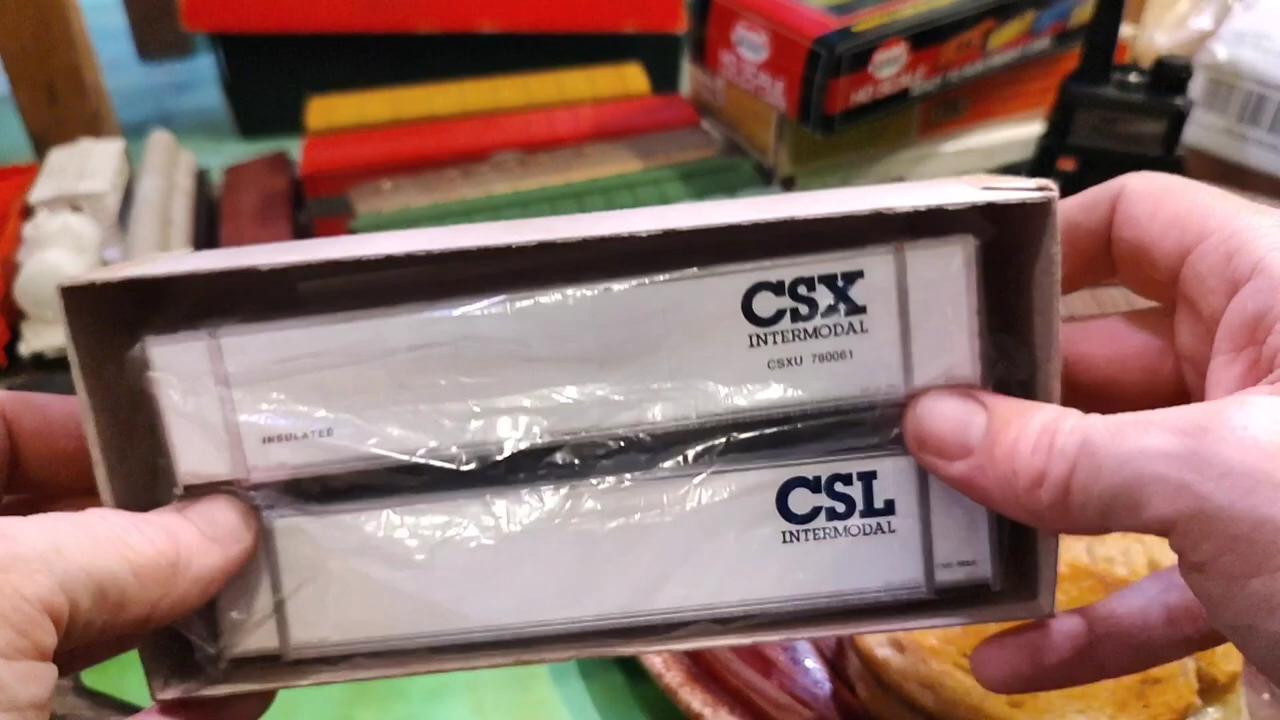 CSX
INTERMODAL
CSXU 780061
INSULATED
CSL
INTERMODAL